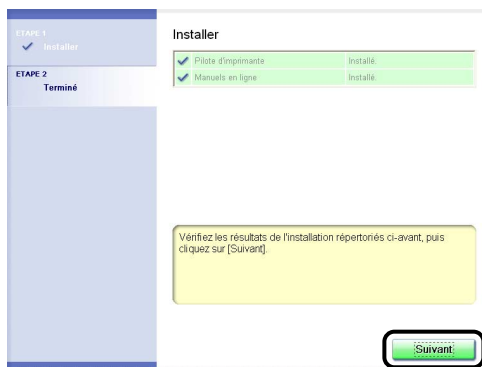 ETAPE 1
Installer
ETAPE 2
Terminé
Installer
Pilote d'imprimante Installé.
Manuels en ligne Installé.
Vérifiez les résultats de l'installation répertoriés ci-avant, puis
cliquez sur [Suivant].
Suivant